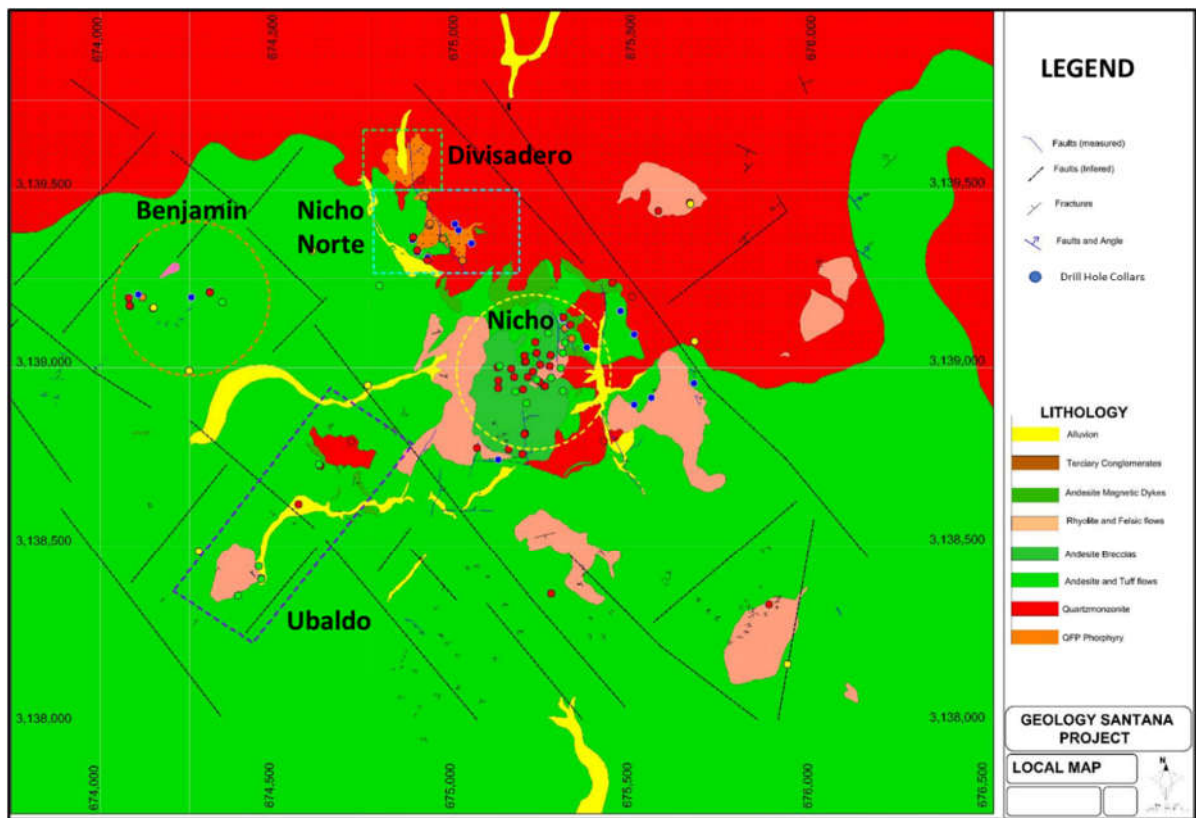 674,000
674,500
675,000
675,500
676,000
3,139,500
3,139,500
Divisadero
Benjamín
Nicho
Norte
Nicho
3,139,000
3,139,000
3,138,500
3,138,500
Ubaldo
3,138,000
3,138,000
674,000
674,500
675,000
675,500
676,000
676,500
LEGEND
Faults (measured)
Faults (Infered)
Fractures
Faults and Angle
Drill Hole Collars
LITHOLOGY
Alluvion
Terciary Conglomerates
Andesite Magnetic Dykes
Rhyolite and Felsic flows
Andesite Breccias
Andesite and Tuff flows
Quartzmonzonite
QFP Phorphyry
GEOLOGY SANTANA
PROJECT
LOCAL MAP
N